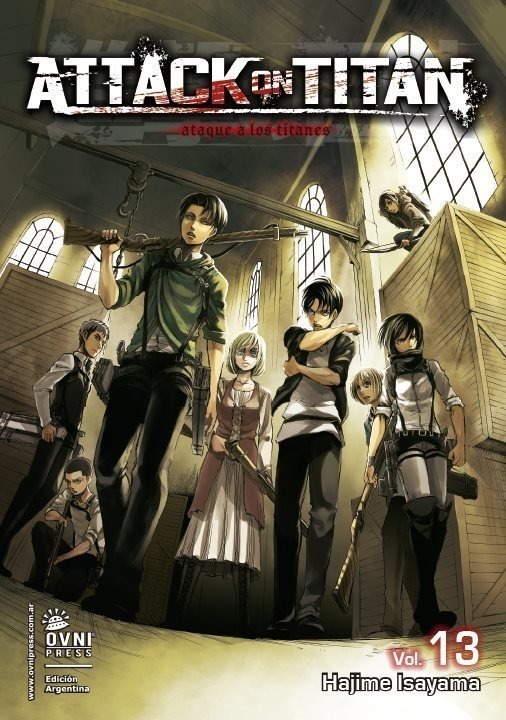 ATTACK ON TITAN
ataque a los titanes
www.ovnipress.com.ar
OVNI
PRESS
Edición
Argentina
Vol. 13
Hajime Isayama